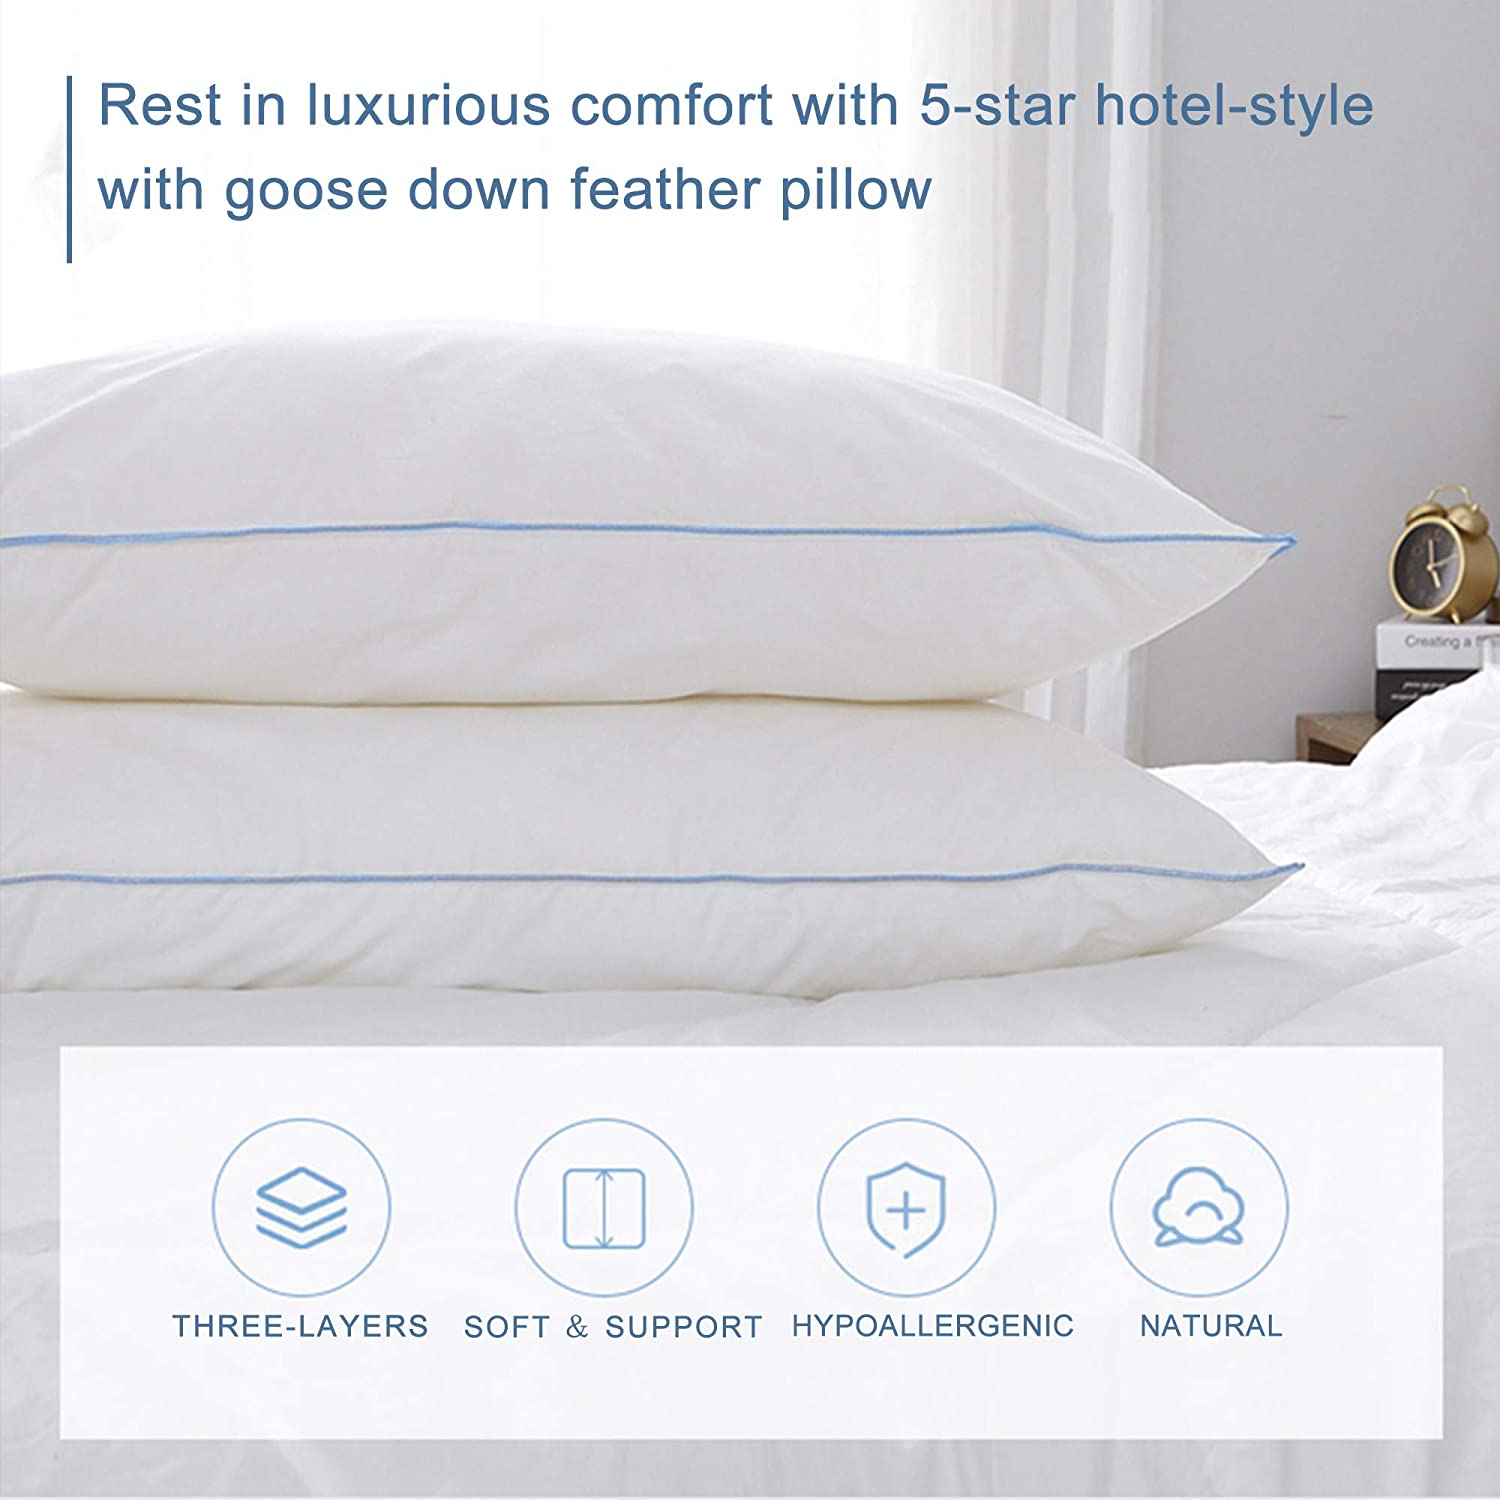 Rest in luxurious comfort with 5-star hotel-style
with goose down feather pillow
Creating a
THREE-LAYERS
SOFT & SUPPORT
HYPOALLERGENIC
NATURAL